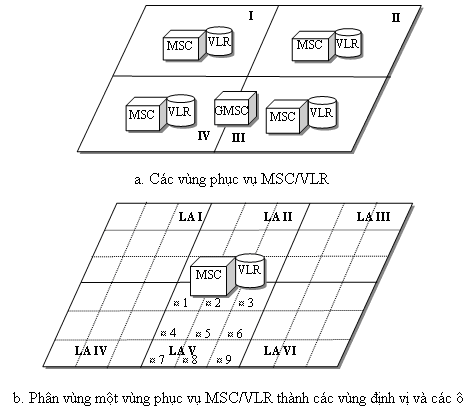 I II
MSC VLR MSC VLR
MSC VLR GMSC MSC VLR
IV III
a. Các vùng phục vụ MSC/VLR
LA I LA II LA III
MSC VLR
¤ 1 ¤ 2 ¤ 3
¤ 4 ¤ 5 ¤ 6
LA IV LA V LA VI
¤ 7 ¤ 8 ¤ 9
b. Phân vùng một vùng phục vụ MSC/VLR thành các vùng định vị và các ô